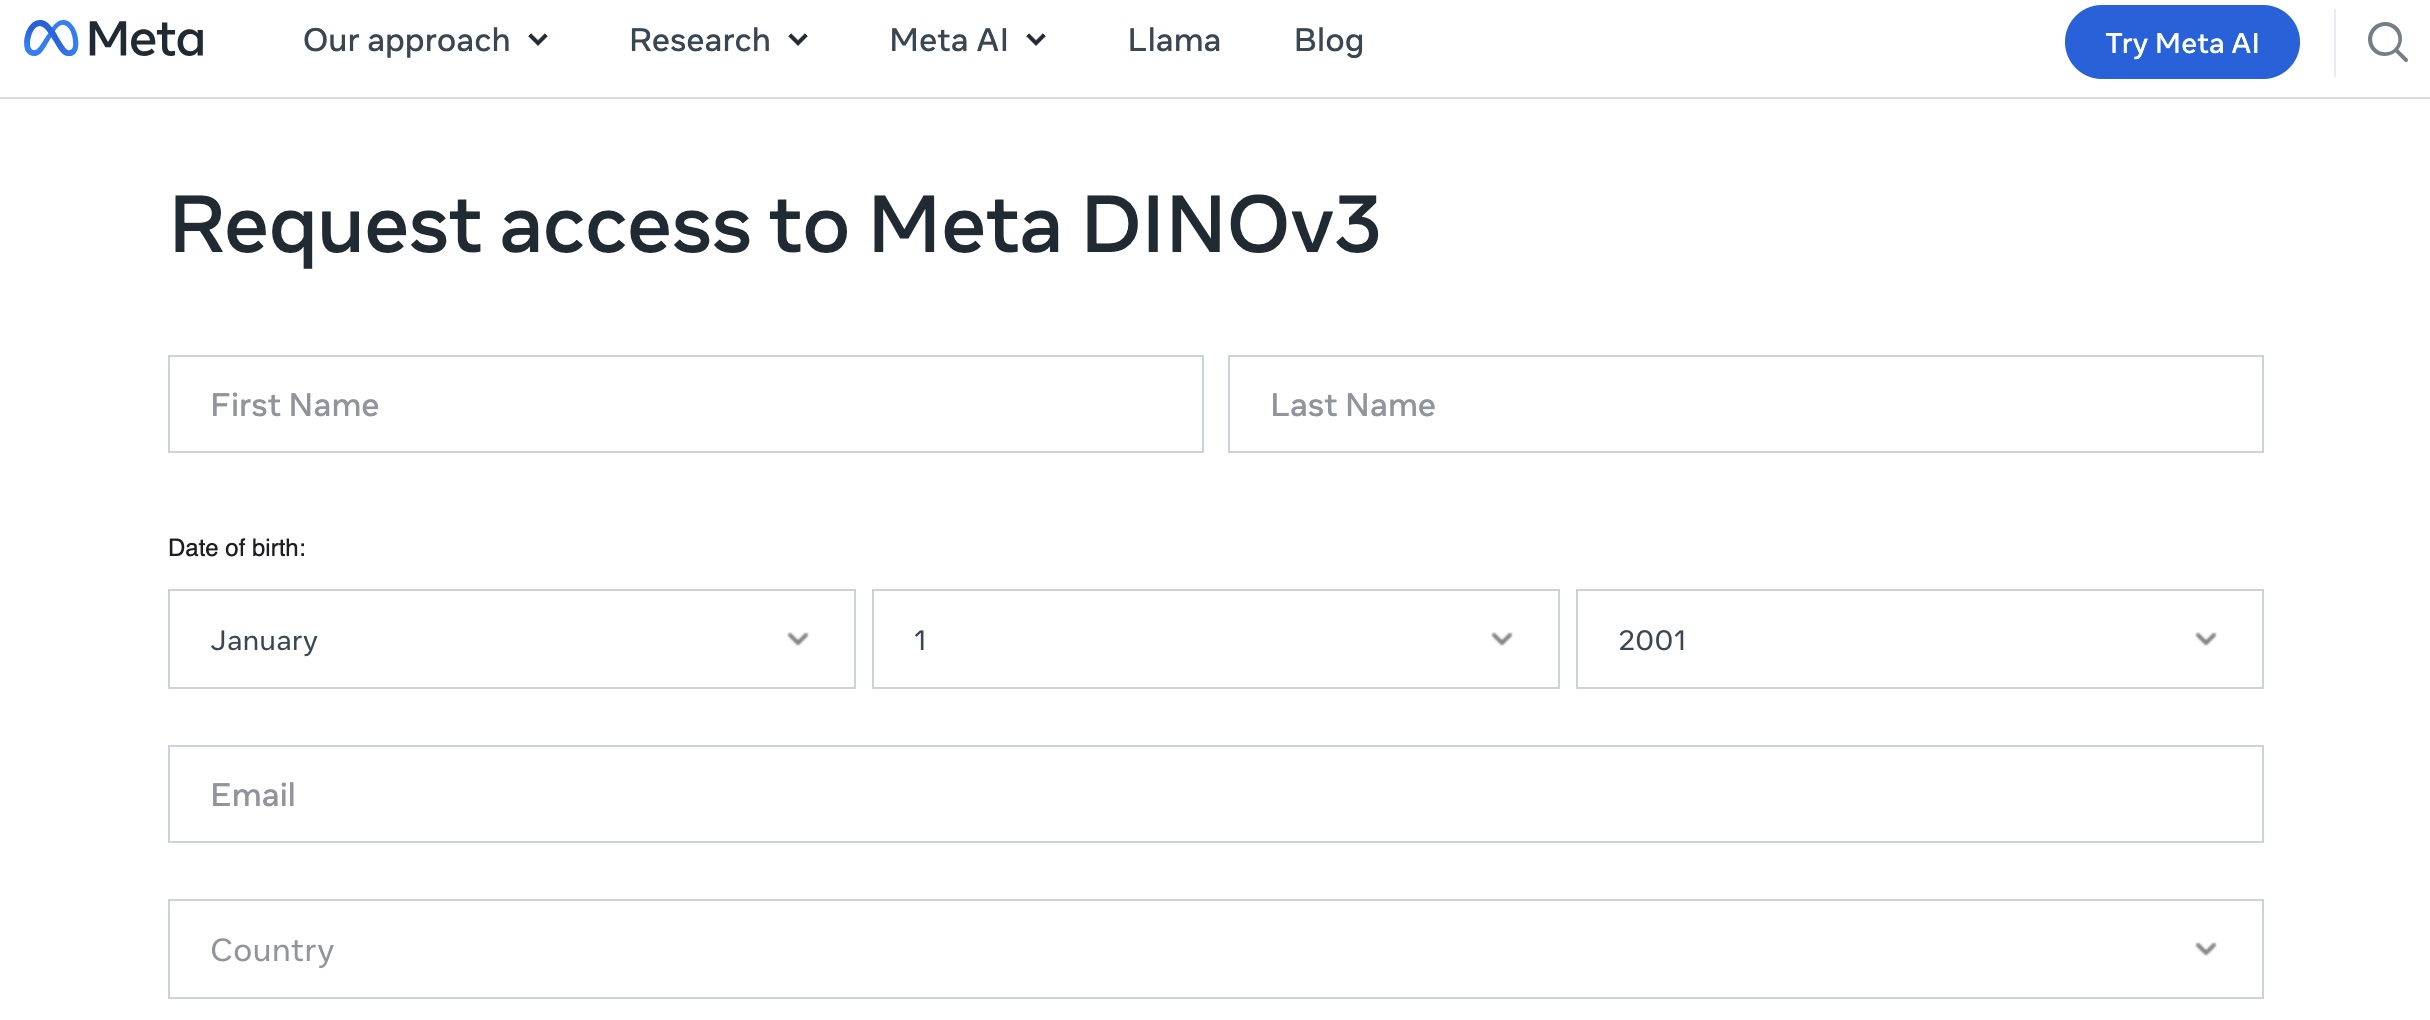 Meta Our approach Research Meta AI Llama Blog Try Meta AI
Request access to Meta DINOv3
First Name Last Name
Date of birth:
January 1 2001
Email
Country